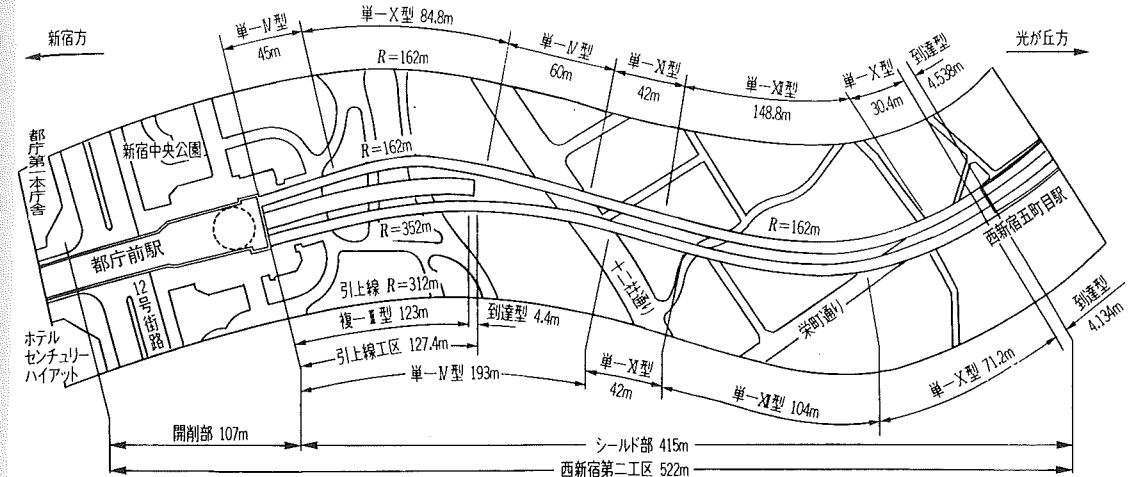 新宿方
単一Ⅳ型
45m
単一Ⅹ型 84.8m
単一Ⅳ型
60m
単一Ⅺ型
42m
単一Ⅻ型
148.8m
単一Ⅹ型
30.4m
到達型
4.538m
光が丘方
R=162m
R=162m
R=352m
R=162m
都庁第一本庁舎
新宿中央公園
都庁前駅
12号街路
ホテル
センチュリー
ハイアット
十二社通り
栄町通り
西新宿五町目駅
引上線 R=312m
複一Ⅱ型 123m
到達型 4.4m
引上線工区 127.4m
単一Ⅳ型 193m
単一Ⅺ型
42m
単一Ⅻ型 104m
単一Ⅹ型 71.2m
到達型
4.134m
開削部 107m
シールド部 415m
西新宿第二工区 522m